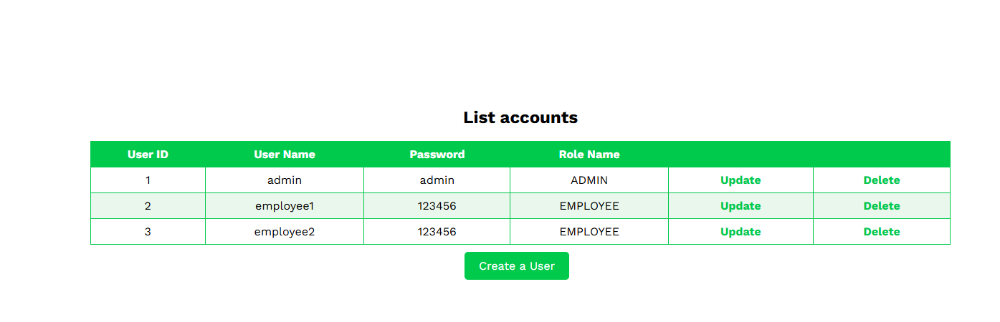 List accounts
User ID User Name Password Role Name
1 admin admin ADMIN Update Delete
2 employee1 123456 EMPLOYEE Update Delete
3 employee2 123456 EMPLOYEE Update Delete
Create a User